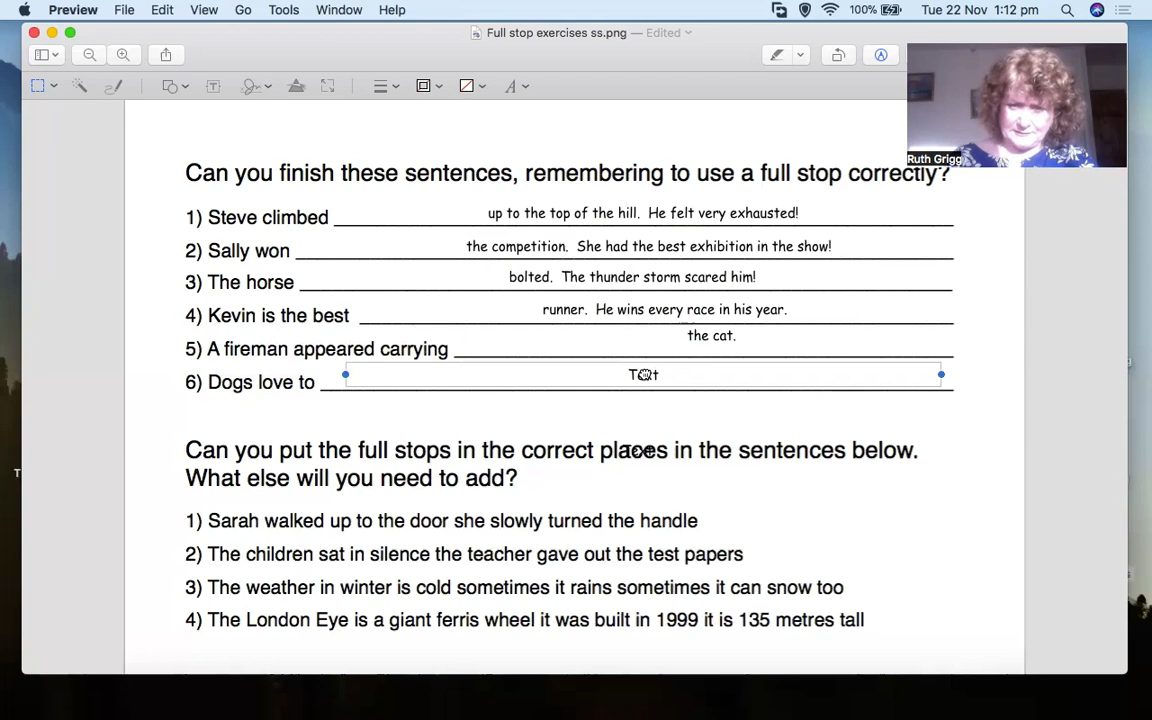 Preview File Edit View Go Tools Window Help 100% Tue 22 Nov 1:12 pm
Full stop exercises ss.png — Edited
Ruth Grigg
Can you finish these sentences, remembering to use a full stop correctly?
1) Steve climbed up to the top of the hill. He felt very exhausted!
2) Sally won the competition. She had the best exhibition in the show!
3) The horse bolted. The thunder storm scared him!
4) Kevin is the best runner. He wins every race in his year.
5) A fireman appeared carrying the cat.
6) Dogs love to Text
Can you put the full stops in the correct places in the sentences below.
What else will you need to add?
1) Sarah walked up to the door she slowly turned the handle
2) The children sat in silence the teacher gave out the test papers
3) The weather in winter is cold sometimes it rains sometimes it can snow too
4) The London Eye is a giant ferris wheel it was built in 1999 it is 135 metres tall